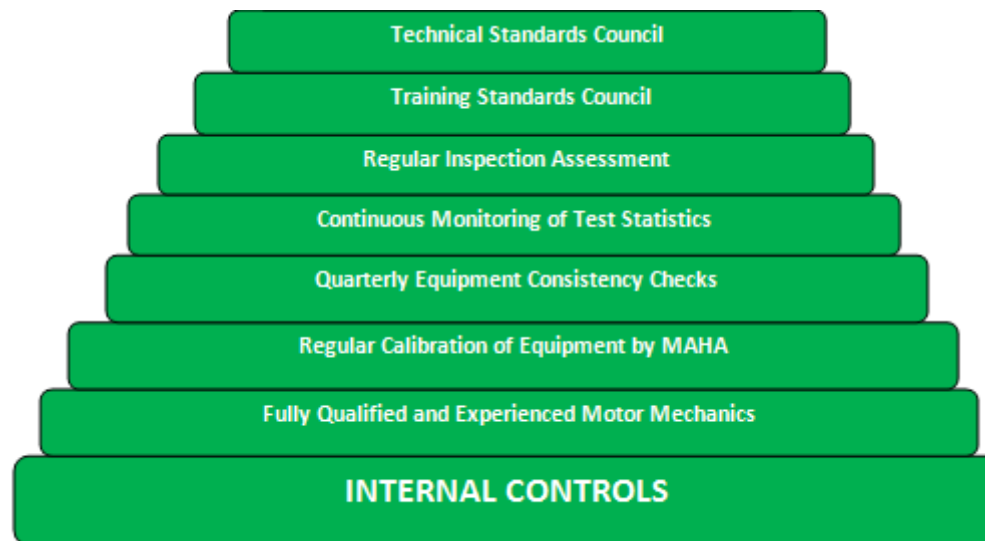 Technical Standards Council
Training Standards Council
Regular Inspection Assessment
Continuous Monitoring of Test Statistics
Quarterly Equipment Consistency Checks
Regular Calibration of Equipment by MAHA
Fully Qualified and Experienced Motor Mechanics
INTERNAL CONTROLS